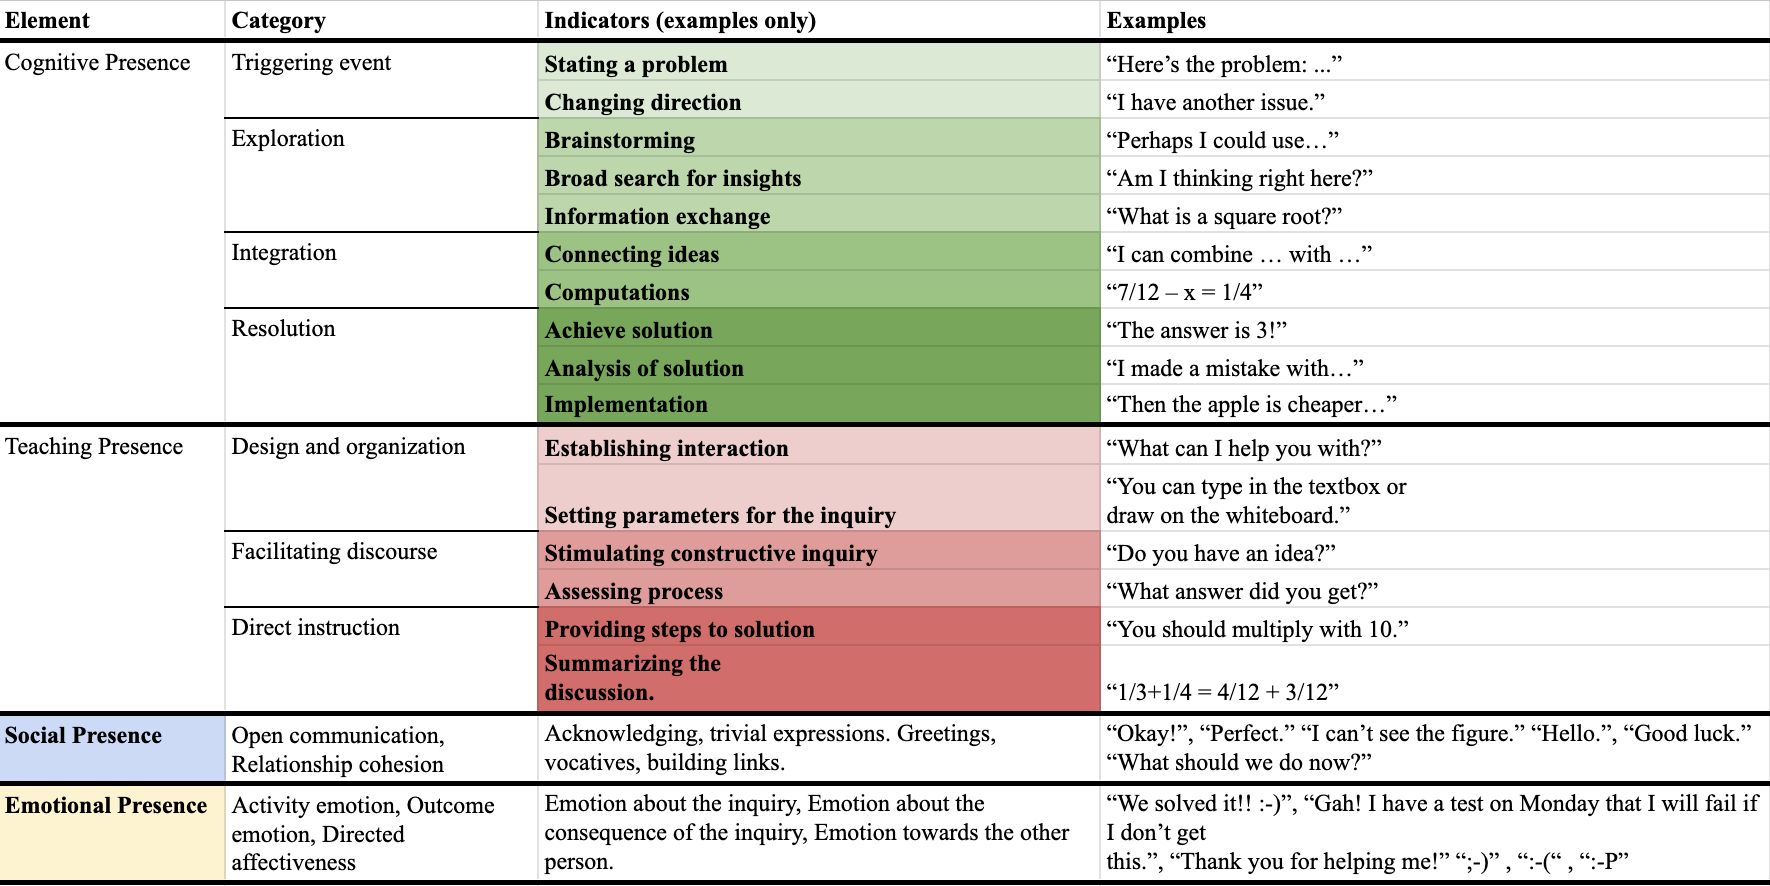 Element Category Indicators (examples only) Examples
Cognitive Presence Triggering event Stating a problem “Here’s the problem: ...”
Changing direction “I have another issue.”
Exploration Brainstorming “Perhaps I could use…”
Broad search for insights “Am I thinking right here?”
Information exchange “What is a square root?”
Integration Connecting ideas “I can combine … with …”
Computations “7/12 – x = 1/4”
Resolution Achieve solution “The answer is 3!”
Analysis of solution “I made a mistake with…”
Implementation “Then the apple is cheaper…”
Teaching Presence Design and organization Establishing interaction “What can I help you with?”
“You can type in the textbox or
Setting parameters for the inquiry draw on the whiteboard.”
Facilitating discourse Stimulating constructive inquiry “Do you have an idea?”
Assessing process “What answer did you get?”
Direct instruction Providing steps to solution “You should multiply with 10.”
Summarizing the
discussion. “1/3+1/4 = 4/12 + 3/12”
Social Presence Open communication, Acknowledging, trivial expressions. Greetings, “Okay!”, “Perfect.” “I can’t see the figure.” “Hello.”, “Good luck.”
Relationship cohesion vocatives, building links. “What should we do now?”
Emotional Presence Activity emotion, Outcome Emotion about the inquiry, Emotion about the “We solved it!! :-)”, “Gah! I have a test on Monday that I will fail if
emotion, Directed consequence of the inquiry, Emotion towards the other I don’t get
affectiveness person. this.”, “Thank you for helping me!” “;-)” , “:-(“ , “:-P”